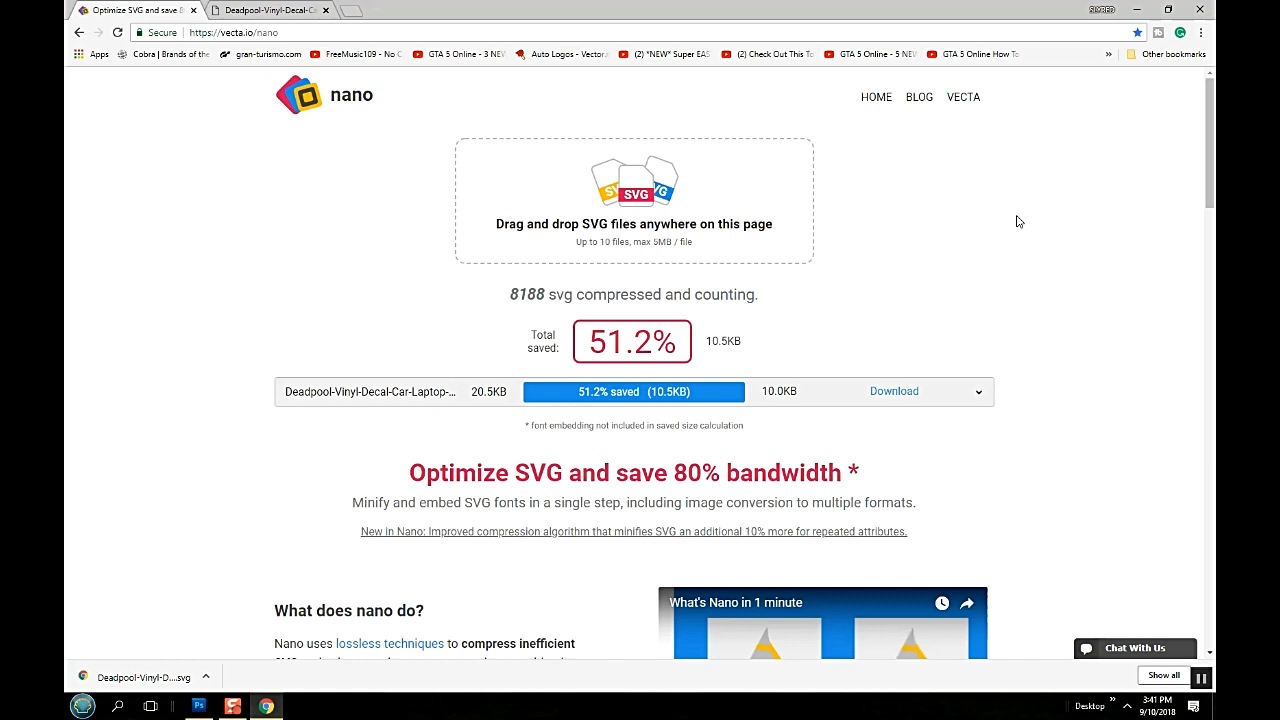 Optimize SVG and save 8
Deadpool-Vinyl-Decal-Ca
Secure
https://vecta.io/nano
Apps
Cobra | Brands of the
gran-turismo.com
FreeMusic109 - No C
GTA 5 Online - 3 NEW
Auto Logos - Vector
(2) *NEW* Super EAS
(2) Check Out This To
GTA 5 Online - 5 NEW
GTA 5 Online How To
»
Other bookmarks
nano
HOME BLOG VECTA
SVG
Drag and drop SVG files anywhere on this page
Up to 10 files, max 5MB / file
8188 svg compressed and counting.
Total
saved:
51.2%
10.5KB
Deadpool-Vinyl-Decal-Car-Laptop-... 20.5KB 51.2% saved (10.5KB) 10.0KB Download
* font embedding not included in saved size calculation
Optimize SVG and save 80% bandwidth *
Minify and embed SVG fonts in a single step, including image conversion to multiple formats.
New in Nano: Improved compression algorithm that minifies SVG an additional 10% more for repeated attributes.
What does nano do?
Nano uses lossless techniques to compress inefficient
What's Nano in 1 minute
Chat With Us
Deadpool-Vinyl-D....svg
Show all
Ps
Desktop »
3:41 PM
9/10/2018